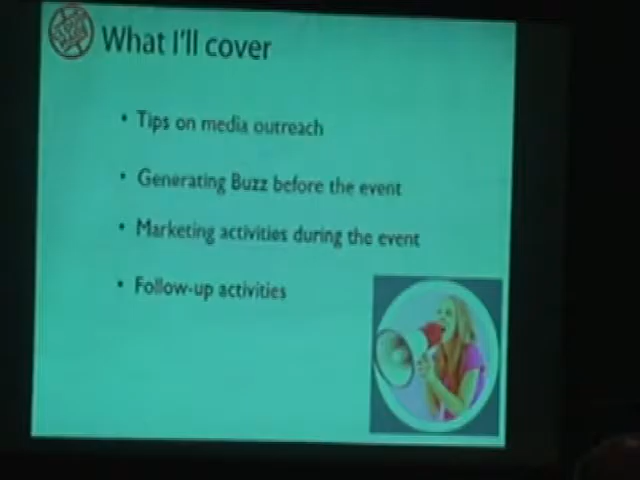 What I'll cover
• Tips on media outreach
• Generating Buzz before the event
• Marketing activities during the event
• Follow-up activities